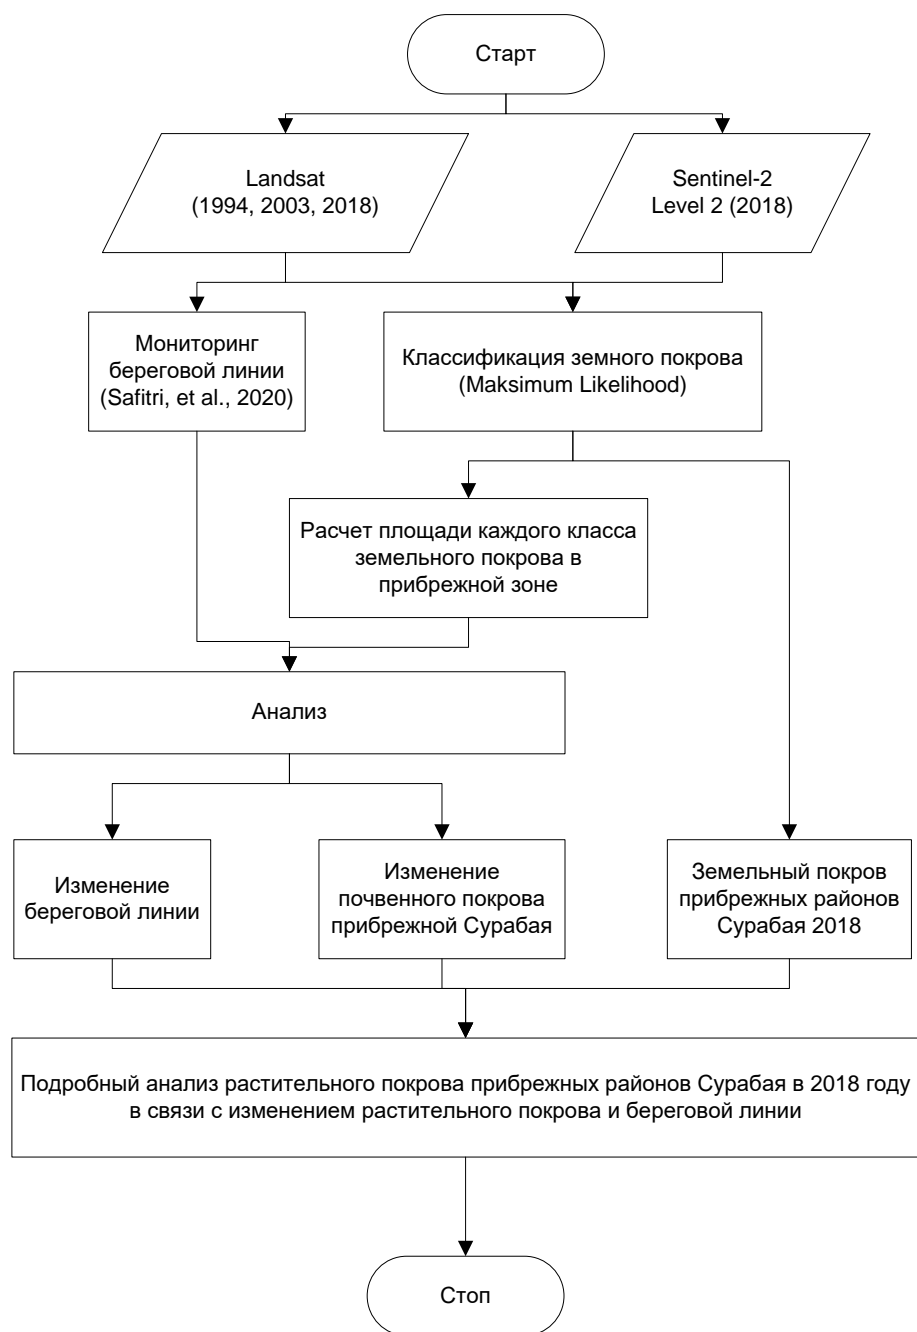 Старт
Landsat
(1994, 2003, 2018)
Sentinel-2
Level 2 (2018)
Мониторинг
береговой линии
(Safitri, et al., 2020)
Классификация земного покрова
(Maksimum Likelihood)
Расчет площади каждого класса
земельного покрова в
прибрежной зоне
Анализ
Изменение
береговой линии
Изменение
почвенного покрова
прибрежной Сурабая
Земельный покров
прибрежных районов
Сурабая 2018
Подробный анализ растительного покрова прибрежных районов Сурабая в 2018 году
в связи с изменением растительного покрова и береговой линии
Стоп